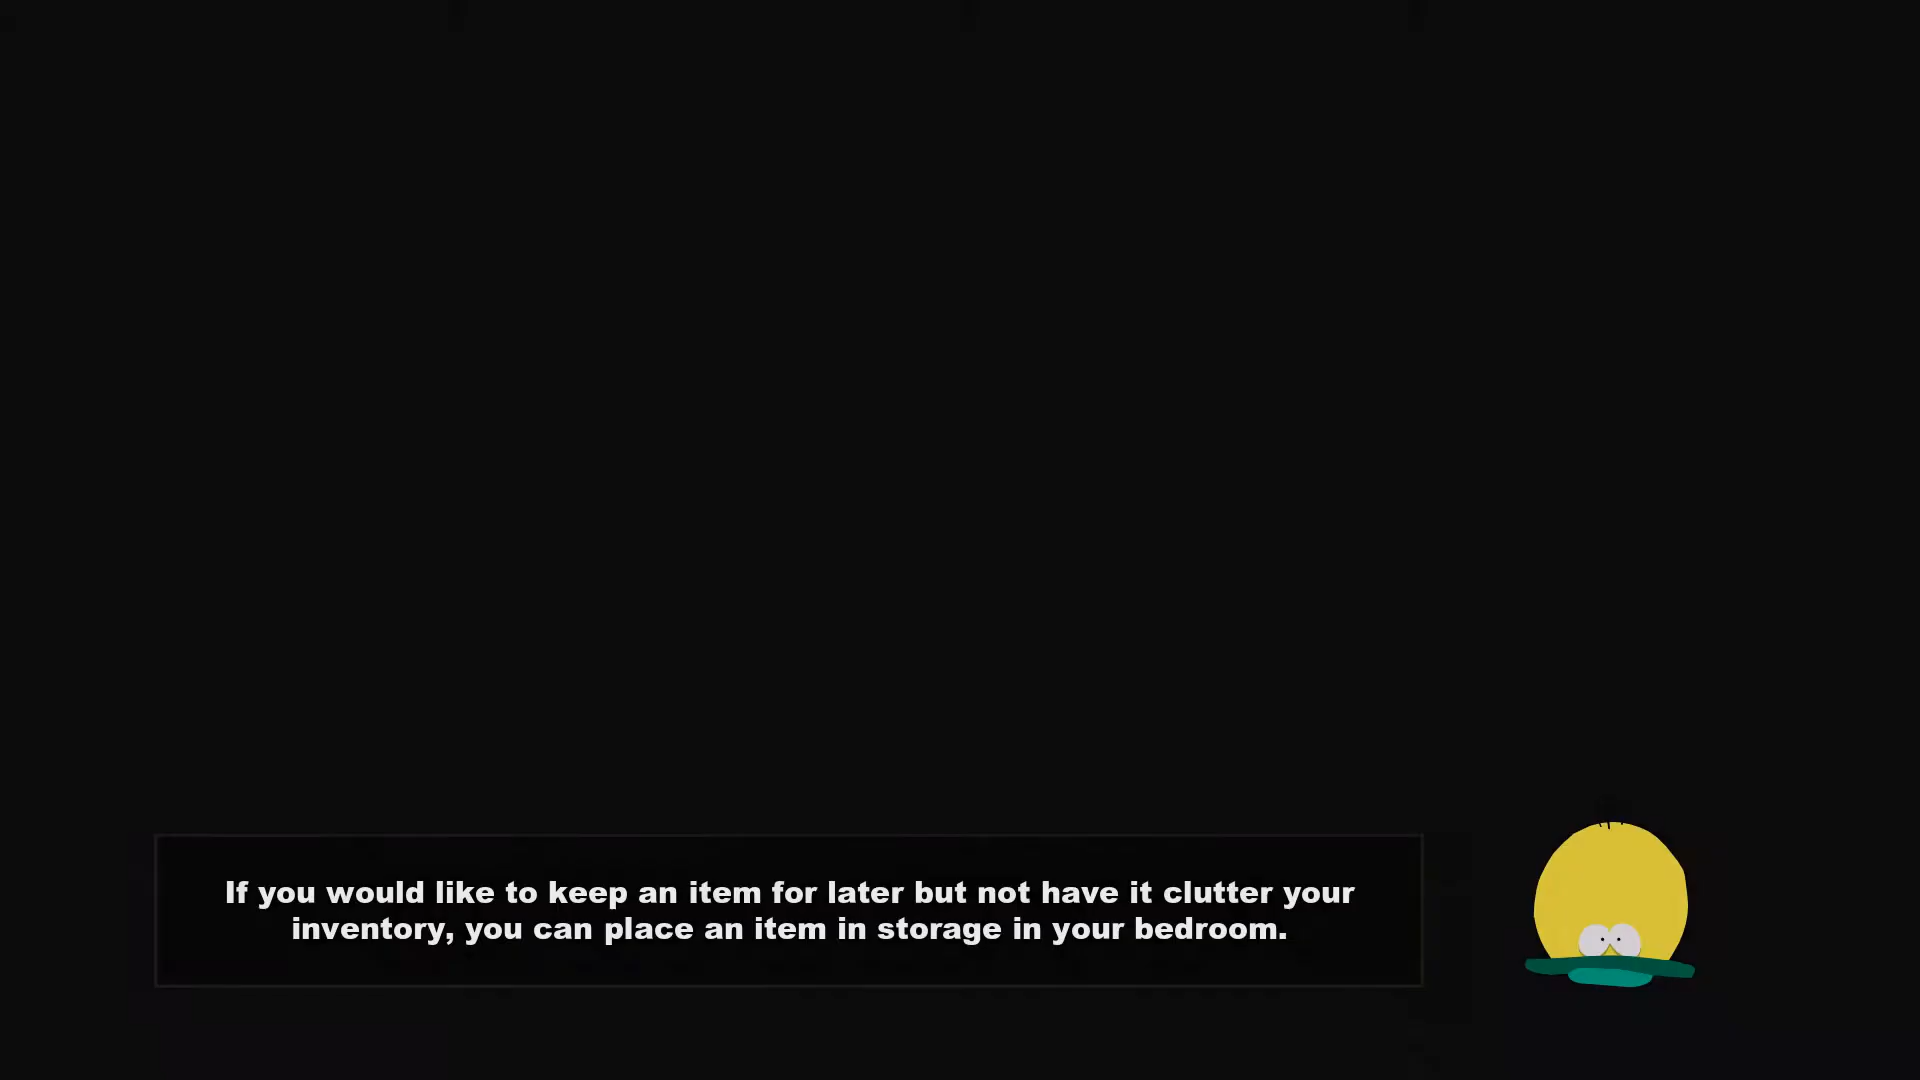 If you would like to keep an item for later but not have it clutter your
inventory, you can place an item in storage in your bedroom.